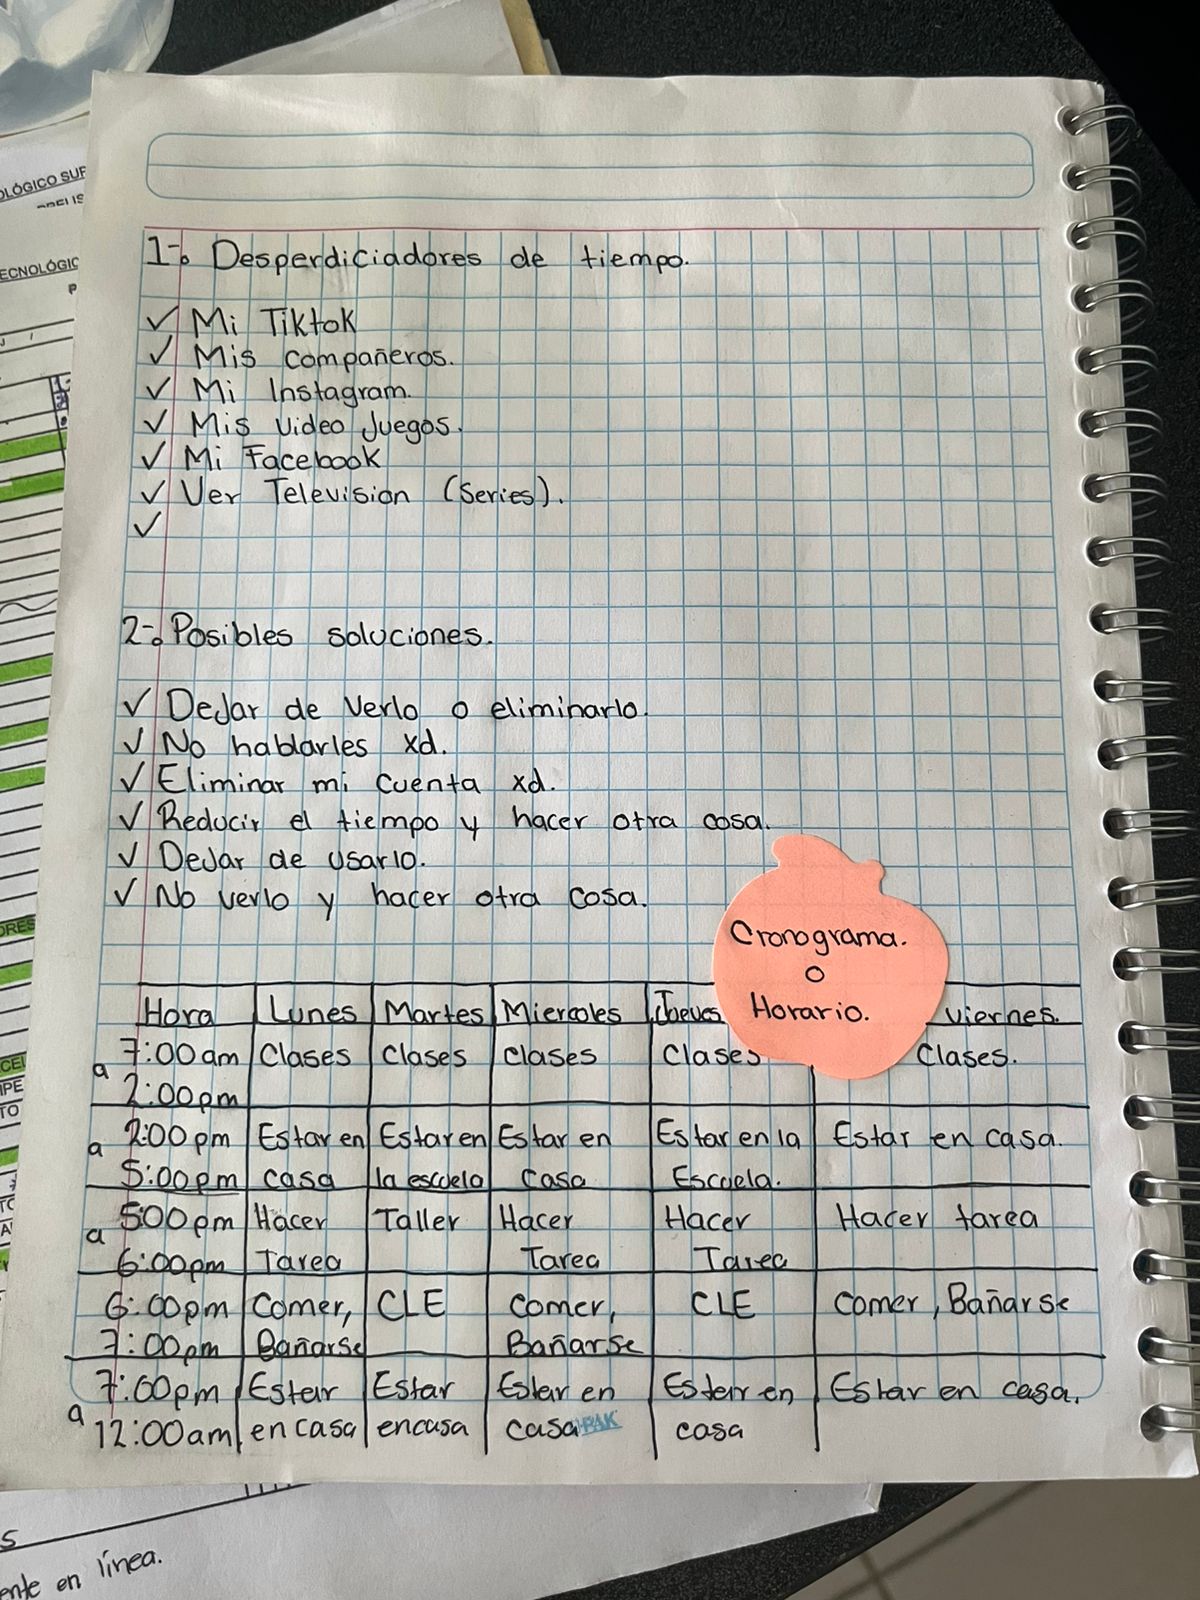 OLÓGICO SUP
ECNOLÓGIC
P
1-. Desperdiciadores de tiempo.
✓ Mi Tiktok
✓ Mis compañeros.
✓ Mi Instagram.
✓ Mis video Juegos.
✓ Mi Facebook
✓ Ver Television (Series).
✓
2-. Posibles soluciones.
✓ DeJar de Verlo o eliminarlo.
✓ No hablarles xd.
✓ Eliminar mi cuenta xd.
✓ Reducir el tiempo y hacer otra cosa.
✓ DeJar de usarlo.
✓ No verlo y hacer otra cosa.
Cronograma.
o
Horario.
Hora Lunes Martes Miercoles Jueves viernes.
7:00am Clases Clases Clases Clases Clases.
a
2:00pm
2:00 pm Estar en Estar en Estar en Estar en la Estar en casa.
a
5:00pm casa la escuela Casa Escuela.
5:00 pm Hacer Taller Hacer Hacer Hacer tarea
a
6:00pm Tarea Tarea Tarea
6:00pm Comer, CLE Comer, CLE Comer, Bañarse
7:00pm Bañarse Bañarse
7:00pm Estar Estar Estar en Estar en Estar en casa.
a
12:00am en casa en casa casa casa
ente en línea.